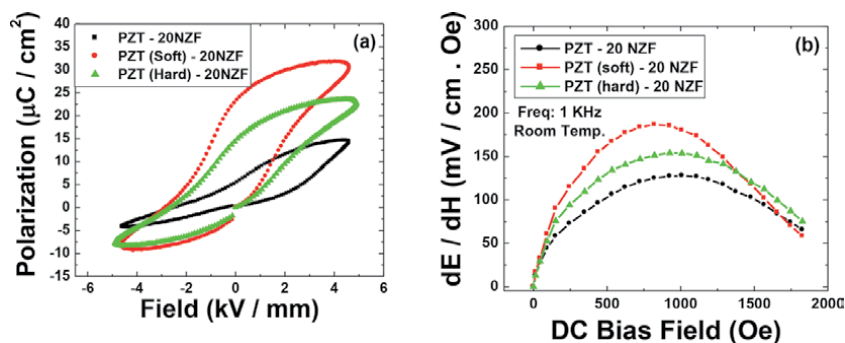 (a)
PZT - 20NZF
PZT (Soft) - 20NZF
PZT (Hard) - 20NZF
Polarization (µC / cm²)
40
35
30
25
20
15
10
5
0
-5
-10
-15
-6 -4 -2 0 2 4 6
Field (kV / mm)
(b)
PZT - 20 NZF
PZT (soft) - 20 NZF
PZT (hard) - 20 NZF
Freq: 1 KHz
Room Temp.
dE / dH (mV / cm . Oe)
300
250
200
150
100
50
0
0 500 1000 1500 2000
DC Bias Field (Oe)